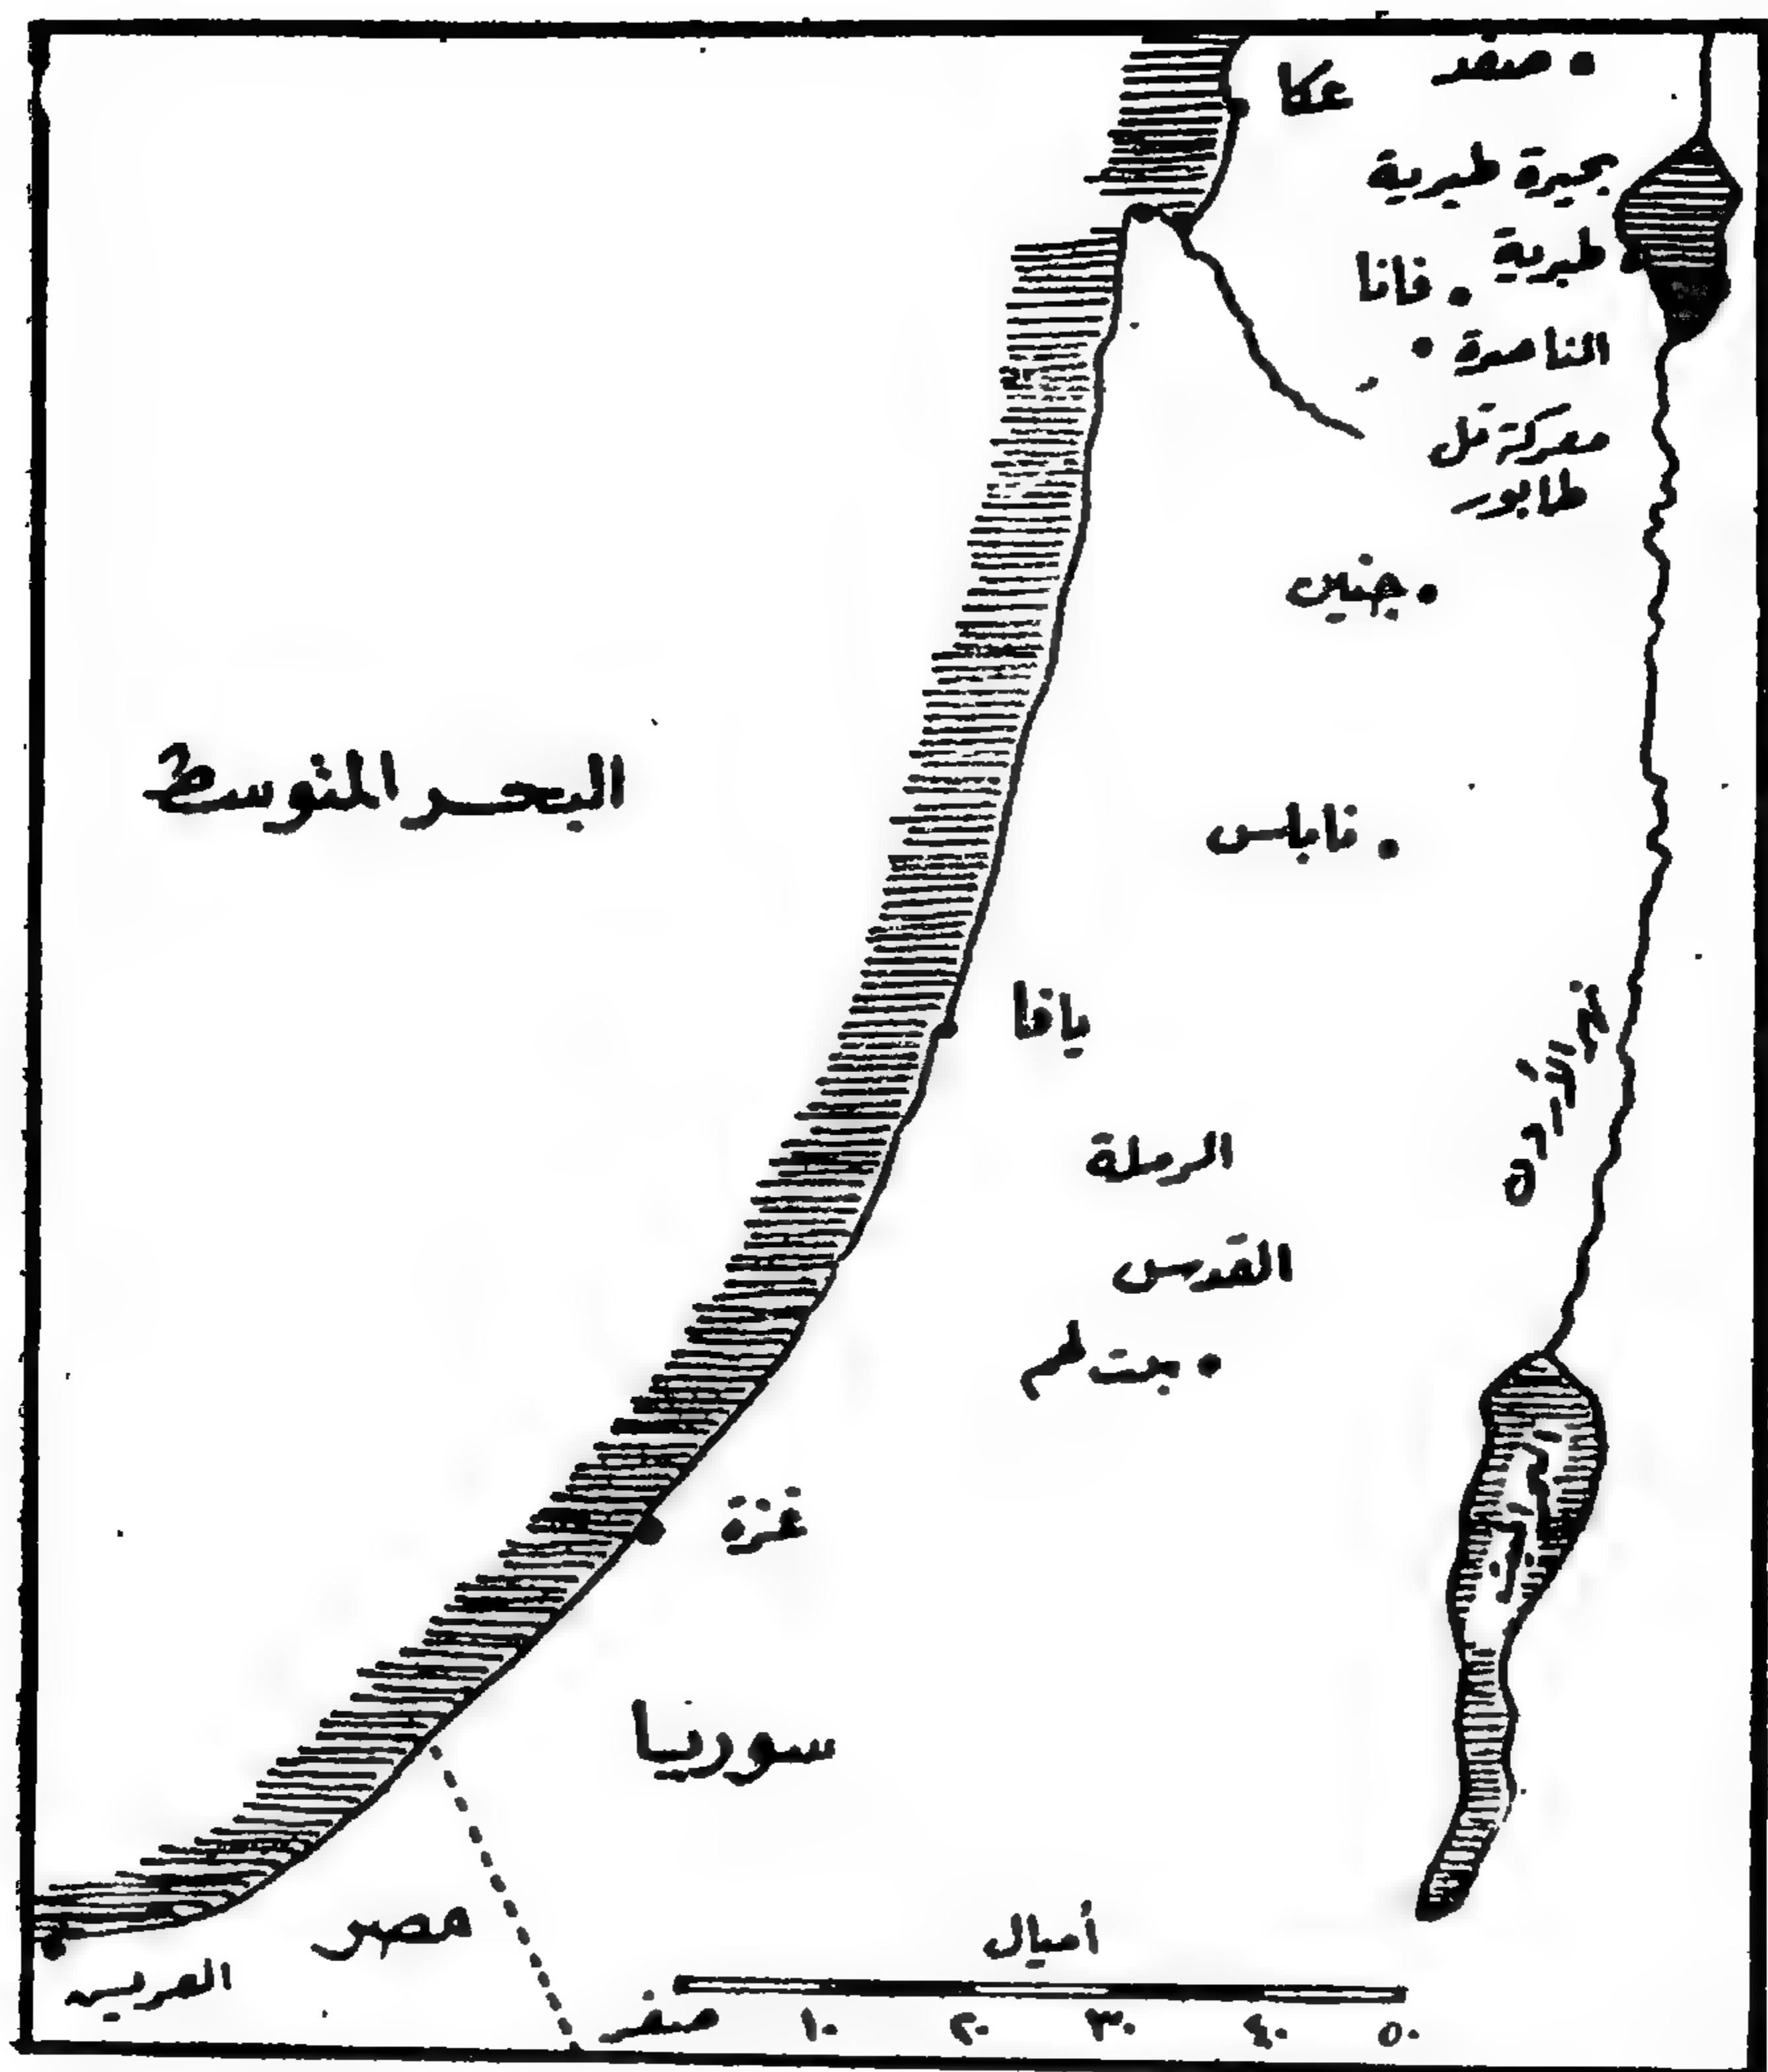 صفد
عكا
بحيرة طبرية
طبرية
قانا
الناصرة
معركة تل
طابور
جنين
البحر المتوسط
نابلس
يافا
نهر الأردن
الرملة
القدس
بيت لحم
غزة
سوريا
مصر
أميال
العريش
صفر ١٠ ٢٠ ٣٠ ٤٠ ٥٠